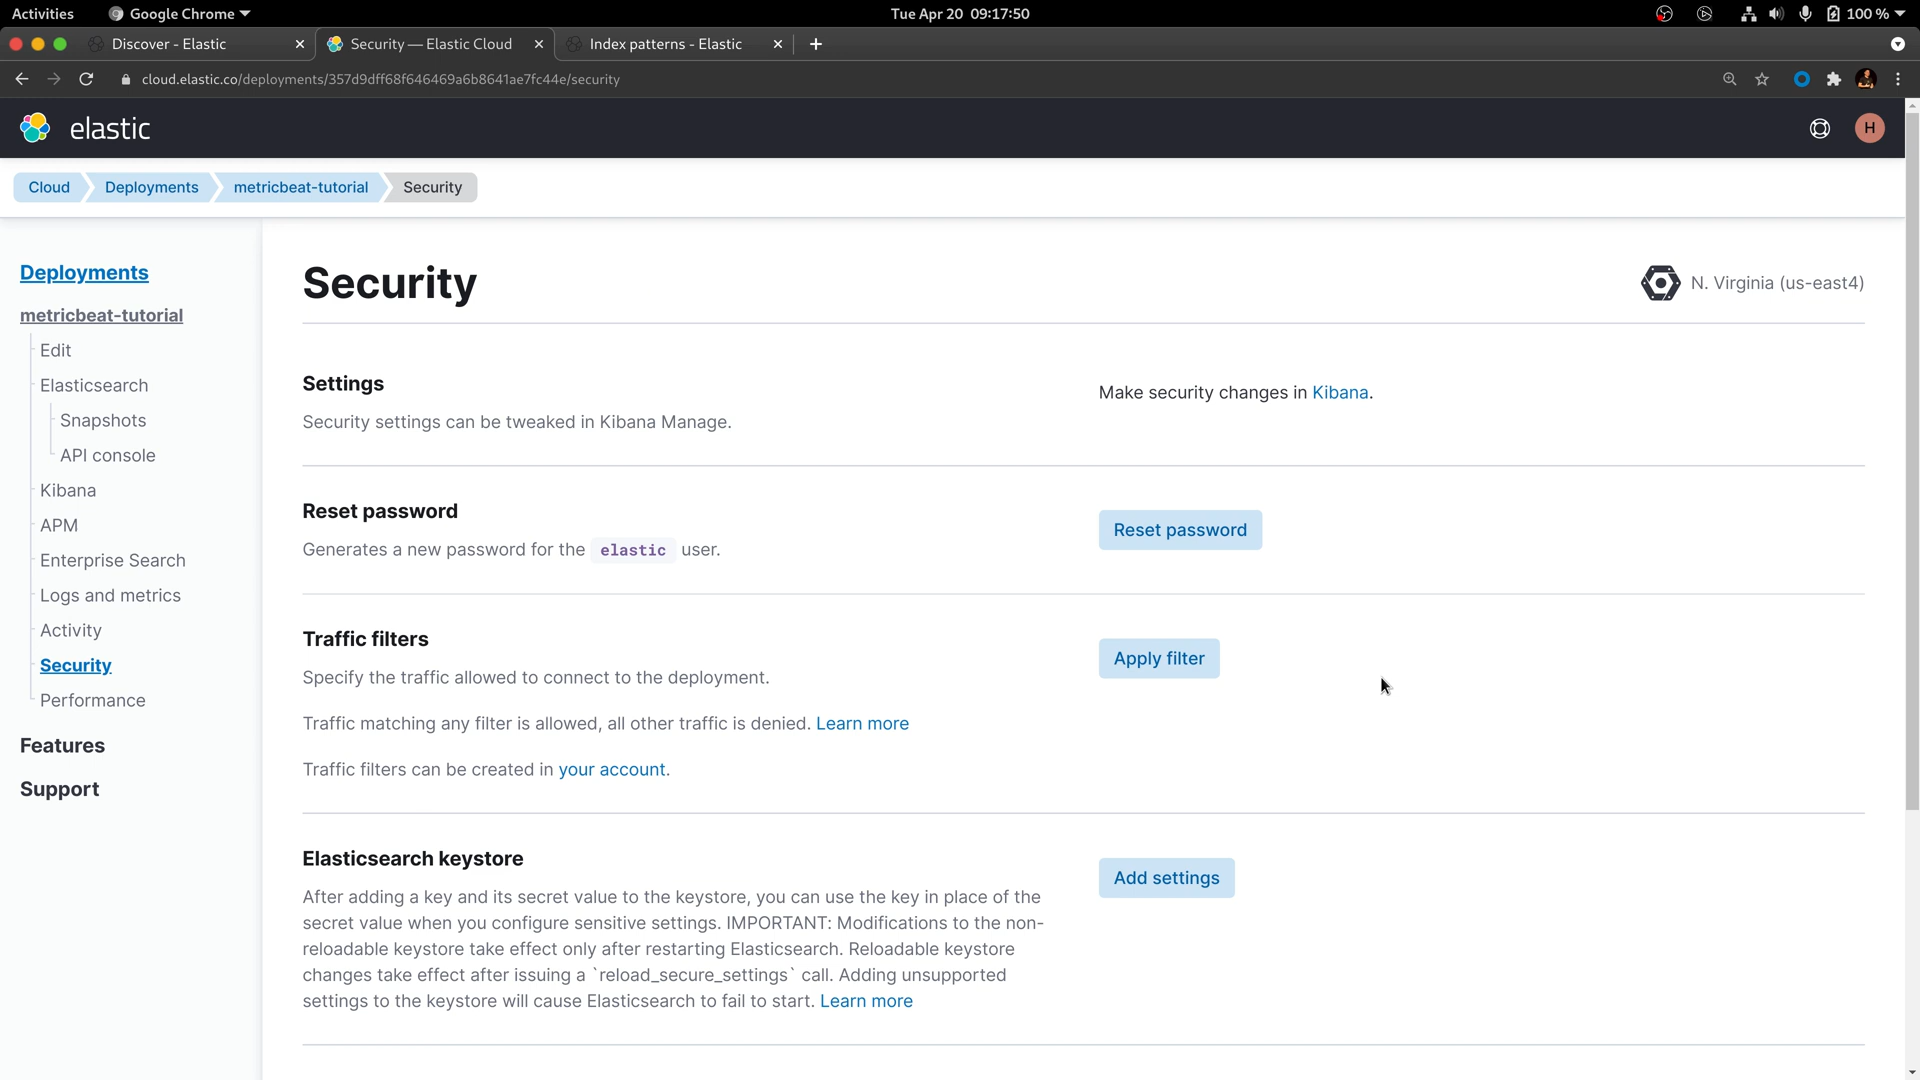 Activities
Google Chrome
Tue Apr 20 09:17:50
100 %
Discover - Elastic
Security — Elastic Cloud
Index patterns - Elastic
cloud.elastic.co/deployments/357d9dff68f646469a6b8641ae7fc44e/security
elastic
H
Cloud
Deployments
metricbeat-tutorial
Security
Deployments
metricbeat-tutorial
Edit
Elasticsearch
Snapshots
API console
Kibana
APM
Enterprise Search
Logs and metrics
Activity
Security
Performance
Features
Support
Security
N. Virginia (us-east4)
Settings
Security settings can be tweaked in Kibana Manage.
Make security changes in Kibana.
Reset password
Generates a new password for the elastic user.
Reset password
Traffic filters
Specify the traffic allowed to connect to the deployment.
Traffic matching any filter is allowed, all other traffic is denied. Learn more
Traffic filters can be created in your account.
Apply filter
Elasticsearch keystore
After adding a key and its secret value to the keystore, you can use the key in place of the
secret value when you configure sensitive settings. IMPORTANT: Modifications to the non-
reloadable keystore take effect only after restarting Elasticsearch. Reloadable keystore
changes take effect after issuing a `reload_secure_settings` call. Adding unsupported
settings to the keystore will cause Elasticsearch to fail to start. Learn more
Add settings